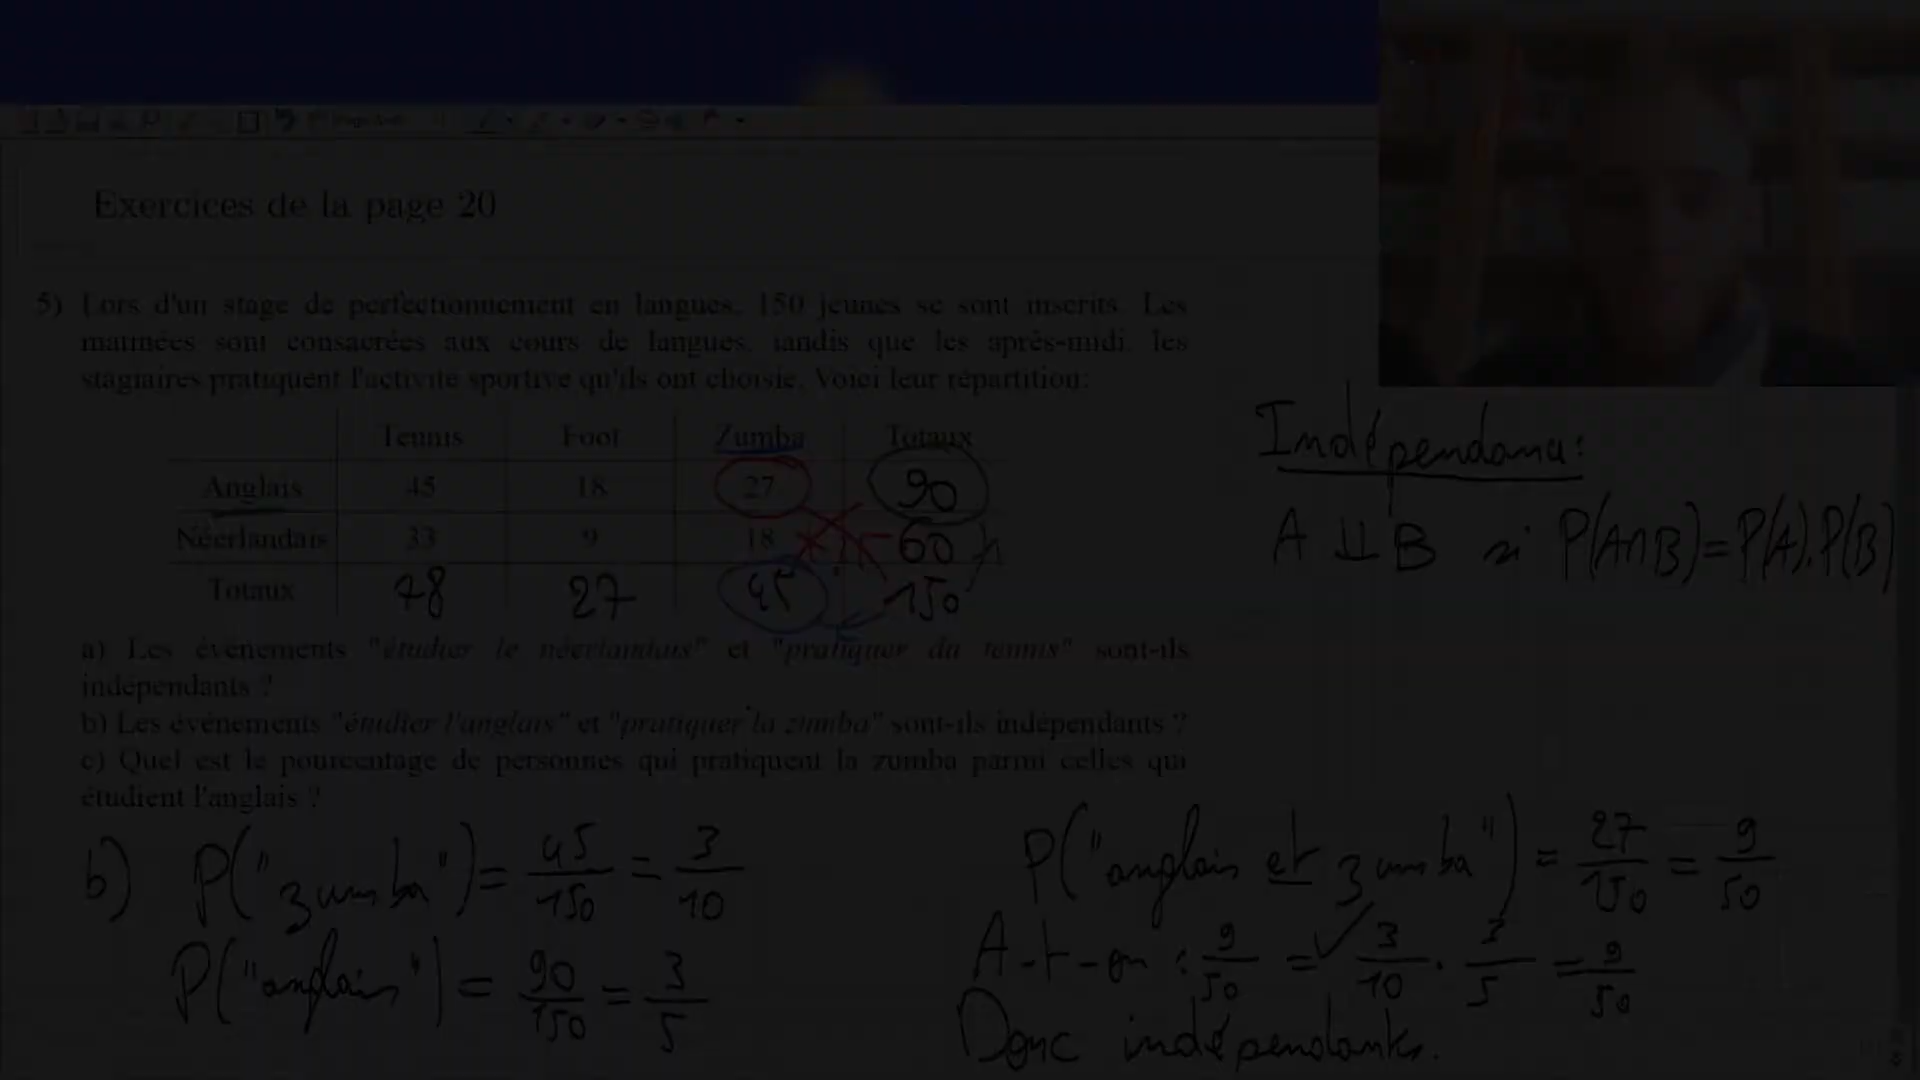 Exercices de la page 20
5) Lors d'un stage de perfectionnement en langues, 150 jeunes se sont inscrits. Les
matinées sont consacrées aux cours de langues, tandis que les après-midi, les
stagiaires pratiquent l'activité sportive qu'ils ont choisie. Voici leur répartition:
Tennis Foot Zumba Totaux
Anglais 45 18 27 90
Néerlandais 33 9 18 60
Totaux 78 27 45 150
a) Les événements "étudier le néerlandais" et "pratiquer du tennis" sont-ils
indépendants ?
b) Les événements "étudier l'anglais" et "pratiquer la zumba" sont-ils indépendants ?
c) Quel est le pourcentage de personnes qui pratiquent la zumba parmi celles qui
étudient l'anglais ?
Indépendance:
A ⫫ B si P(A∩B)=P(A).P(B)
b) P("zumba") = 45/150 = 3/10
P("anglais") = 90/150 = 3/5
P("anglais et zumba") = 27/150 = 9/50
A-t-on : 9/50 = 3/10 . 3/5 = 9/50
Donc indépendants.